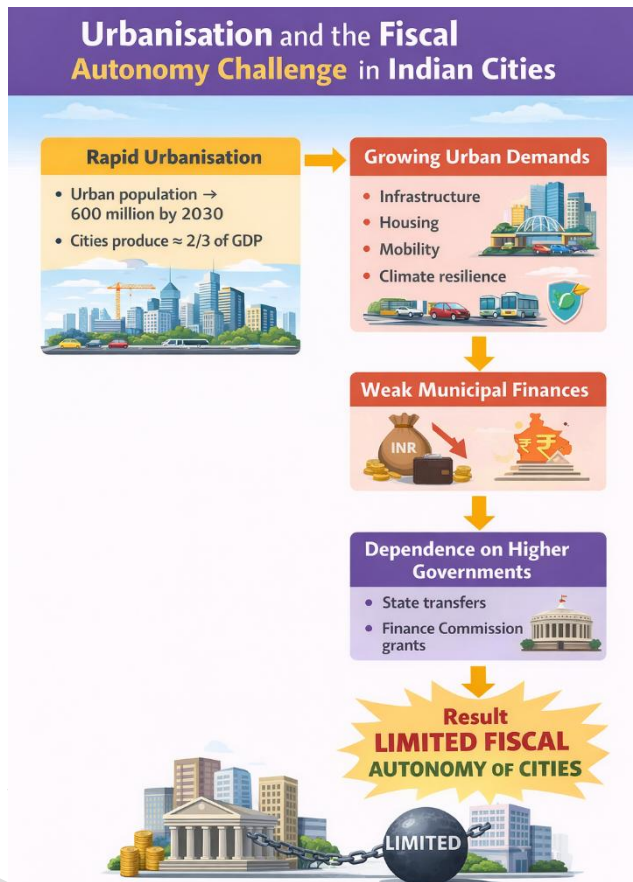 Urbanisation and the Fiscal
Autonomy Challenge in Indian Cities
Rapid Urbanisation
• Urban population →
600 million by 2030
• Cities produce ≈ 2/3 of GDP
Growing Urban Demands
• Infrastructure
• Housing
• Mobility
• Climate resilience
Weak Municipal Finances
INR
₹ ₹
Dependence on Higher
Governments
• State transfers
• Finance Commission
grants
Result
LIMITED FISCAL
AUTONOMY OF CITIES
LIMITED